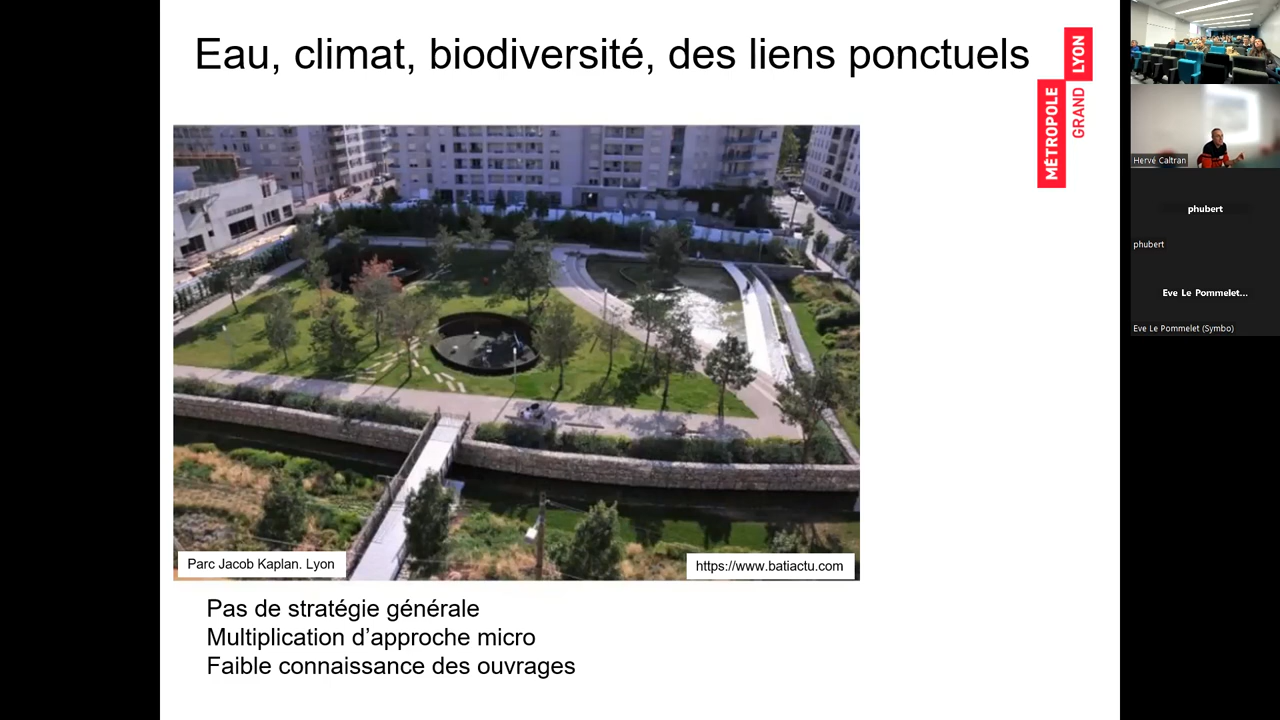 Eau, climat, biodiversité, des liens ponctuels
MÉTROPOLE
GRAND LYON
Parc Jacob Kaplan. Lyon
https://www.batiactu.com
Pas de stratégie générale
Multiplication d’approche micro
Faible connaissance des ouvrages
Hervé Caltran
phubert
phubert
Eve Le Pommelet...
Eve Le Pommelet (Symbo)